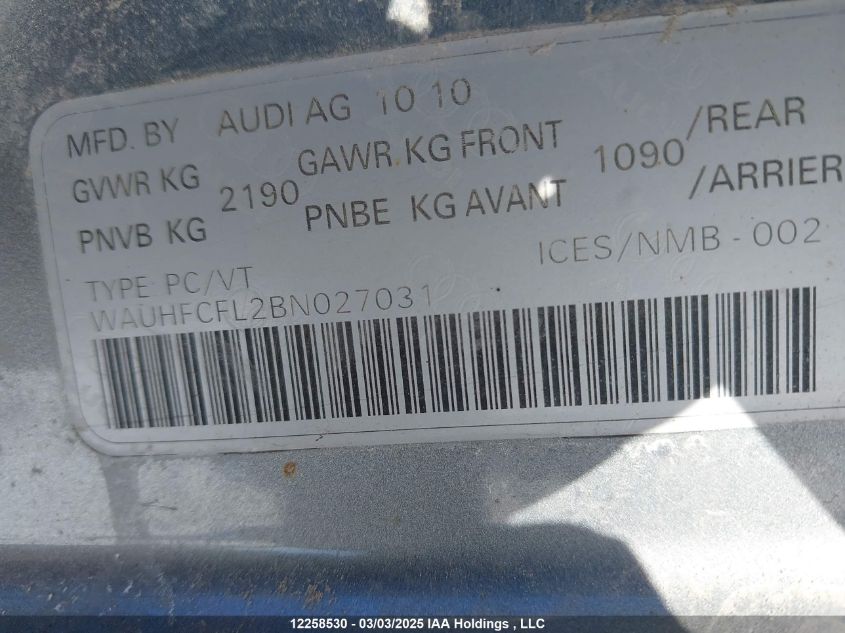 MFD. BY AUDI AG 10 10
GVWR KG 2190 GAWR.KG FRONT 1090 /REAR
PNVB KG PNBE KG AVANT /ARRIER
ICES/NMB - 002
TYPE PC/VT
WAUHFCFL2BN027031
12258530 - 03/03/2025 IAA Holdings , LLC